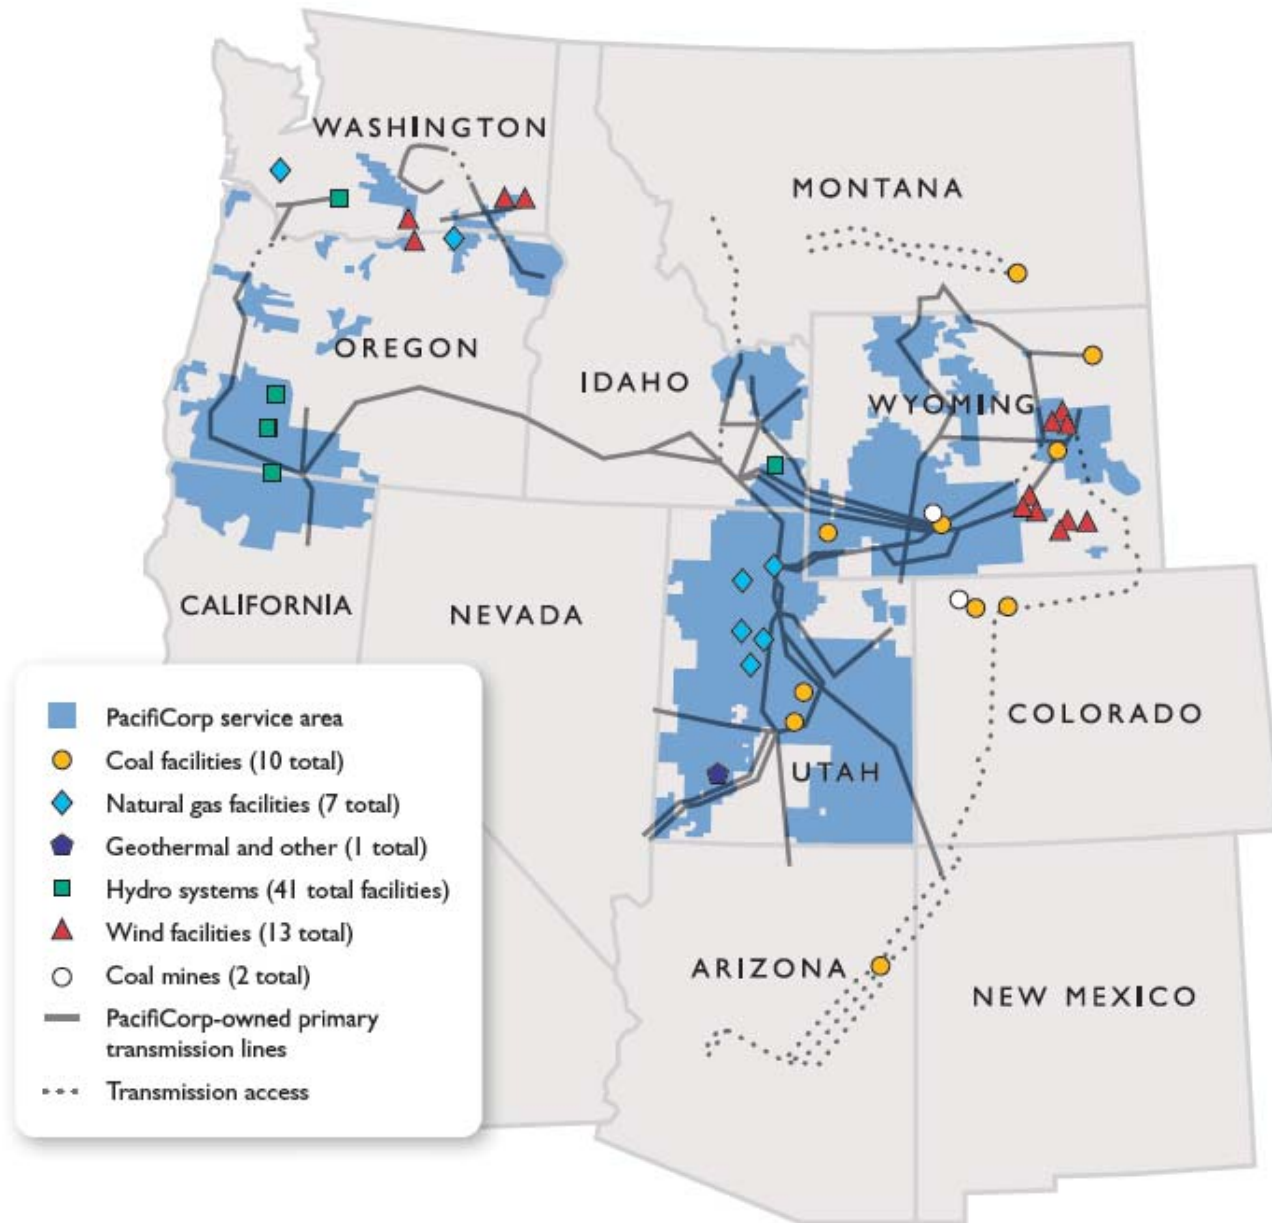 WASHINGTON
MONTANA
OREGON
IDAHO
WYOMING
CALIFORNIA
NEVADA
COLORADO
UTAH
ARIZONA
NEW MEXICO
PacifiCorp service area
Coal facilities (10 total)
Natural gas facilities (7 total)
Geothermal and other (1 total)
Hydro systems (41 total facilities)
Wind facilities (13 total)
Coal mines (2 total)
PacifiCorp-owned primary
transmission lines
Transmission access